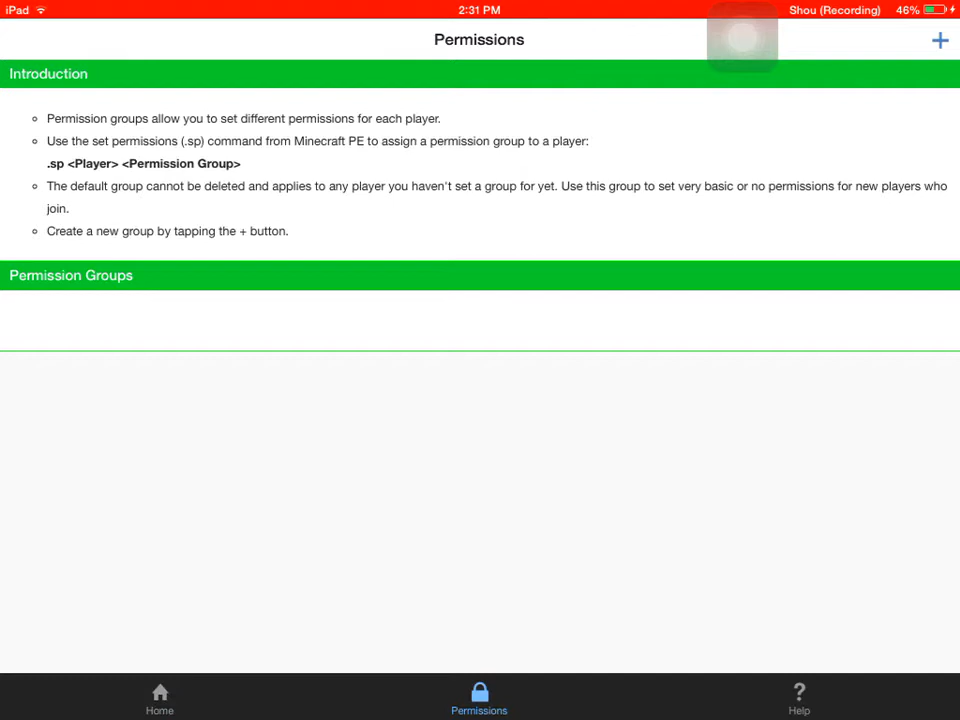 iPad 2:31 PM Shou (Recording) 46%
Permissions +
Introduction
Permission groups allow you to set different permissions for each player.
Use the set permissions (.sp) command from Minecraft PE to assign a permission group to a player:
.sp <Player> <Permission Group>
The default group cannot be deleted and applies to any player you haven't set a group for yet. Use this group to set very basic or no permissions for new players who
join.
Create a new group by tapping the + button.
Permission Groups
Home Permissions Help